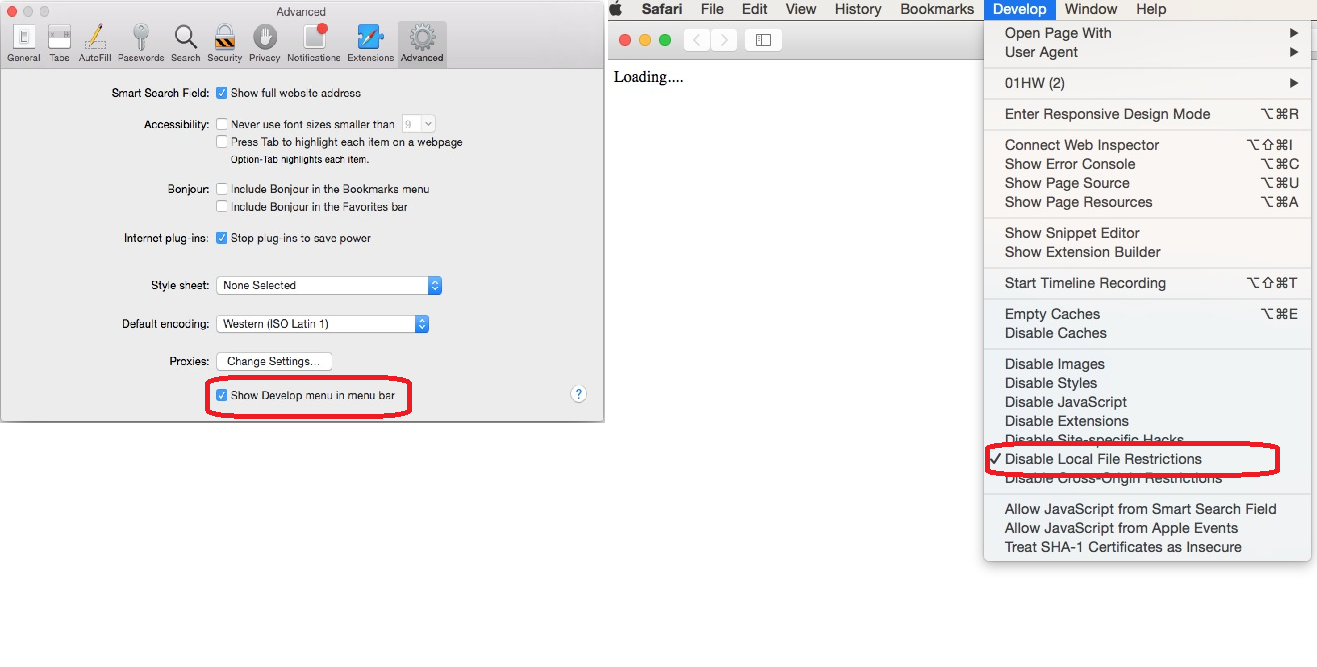 Advanced
General Tabs AutoFill Passwords Search Security Privacy Notifications Extensions Advanced
Smart Search Field: Show full website address
Accessibility: Never use font sizes smaller than 9
Press Tab to highlight each item on a webpage
Option-Tab highlights each item.
Bonjour: Include Bonjour in the Bookmarks menu
Include Bonjour in the Favorites bar
Internet plug-ins: Stop plug-ins to save power
Style sheet: None Selected
Default encoding: Western (ISO Latin 1)
Proxies: Change Settings...
Show Develop menu in menu bar
?
Safari File Edit View History Bookmarks Develop Window Help
Loading....
Open Page With
User Agent
01HW (2)
Enter Responsive Design Mode ⌥⌘R
Connect Web Inspector ⌥⇧⌘I
Show Error Console ⌥⌘C
Show Page Source ⌥⌘U
Show Page Resources ⌥⌘A
Show Snippet Editor
Show Extension Builder
Start Timeline Recording ⌥⇧⌘T
Empty Caches ⌥⌘E
Disable Caches
Disable Images
Disable Styles
Disable JavaScript
Disable Extensions
Disable Site-specific Hacks
✓ Disable Local File Restrictions
Disable Cross-Origin Restrictions
Allow JavaScript from Smart Search Field
Allow JavaScript from Apple Events
Treat SHA-1 Certificates as Insecure